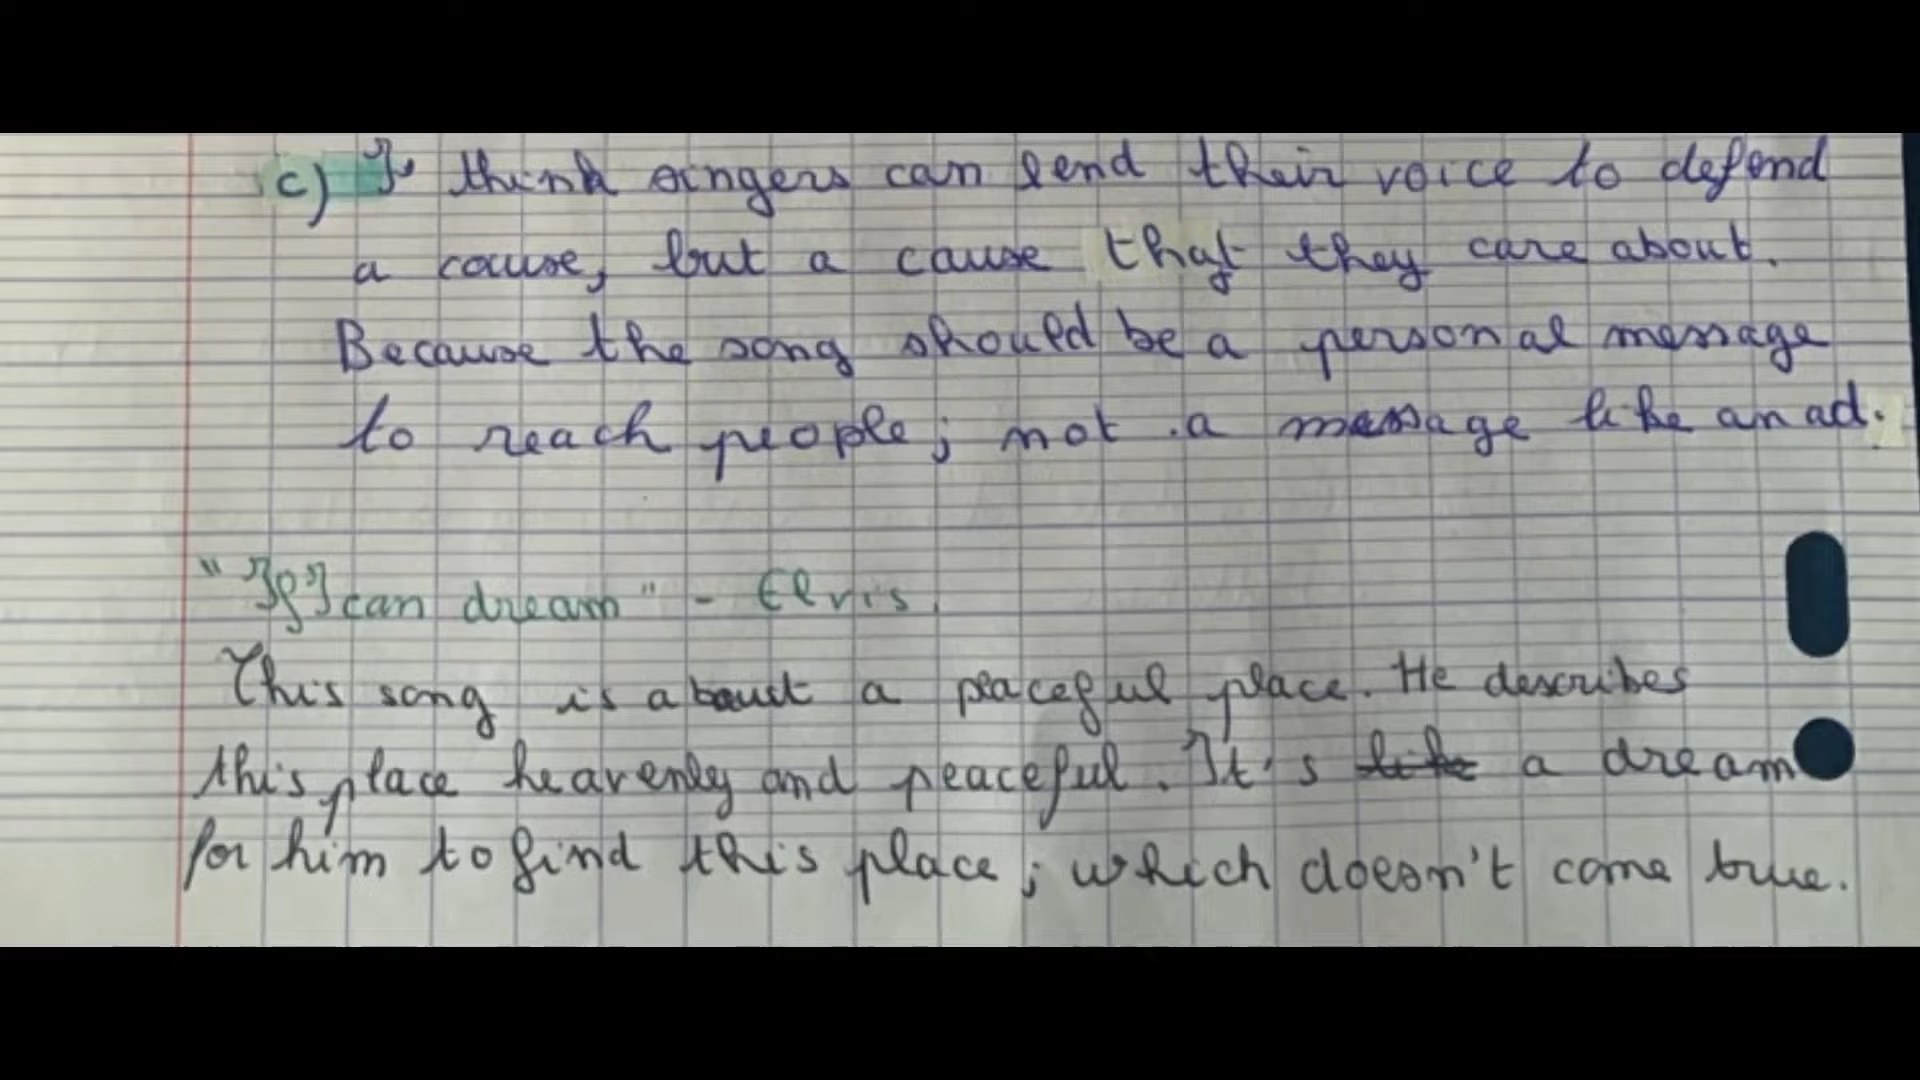 c) I think singers can lend their voice to defend
a cause, but a cause that they care about.
Because the song should be a personal message
to reach people, not a message like an ad.
"If I can dream" - Elvis.
This song is about a peaceful place. He describes
this place heavenly and peaceful. It's like a dream
for him to find this place, which doesn't come true.